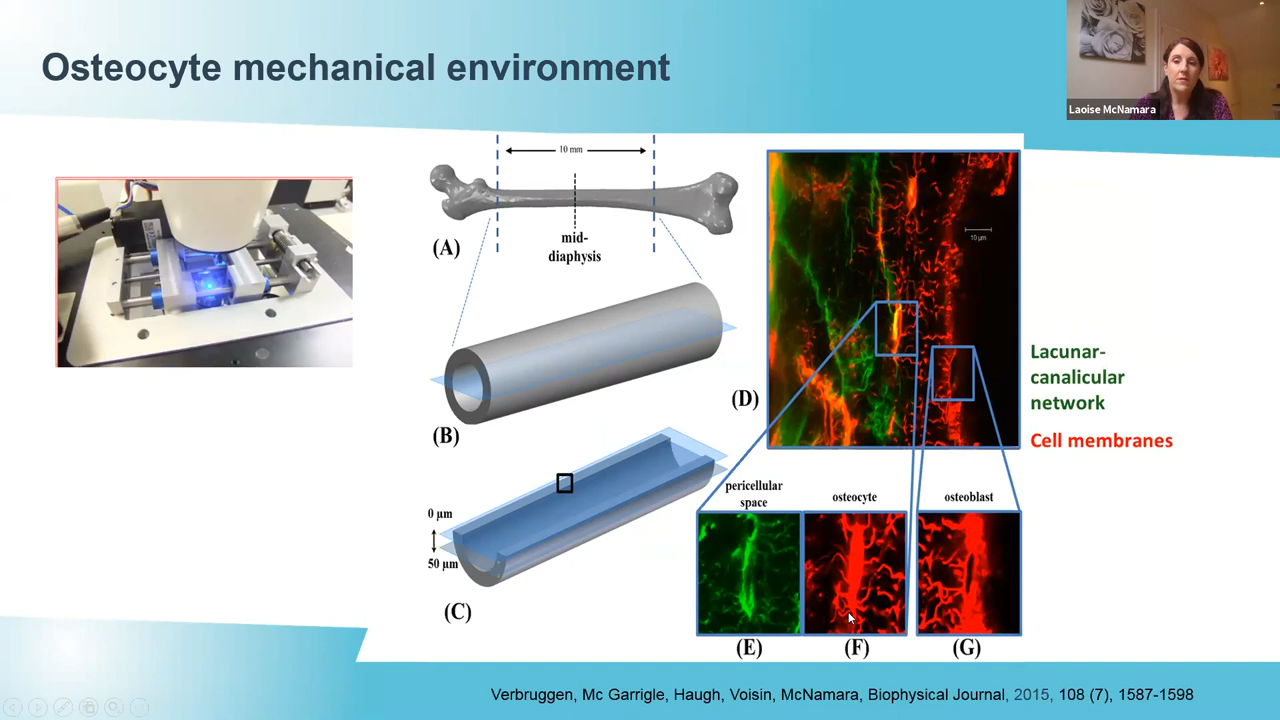 Osteocyte mechanical environment
Laoise McNamara
10 mm
(A)
mid-
diaphysis
(B)
0 µm
50 µm
(C)
(D)
10 µm
Lacunar-
canalicular
network
Cell membranes
pericellular
space
osteocyte
osteoblast
(E)
(F)
(G)
Verbruggen, Mc Garrigle, Haugh, Voisin, McNamara, Biophysical Journal, 2015, 108 (7), 1587-1598